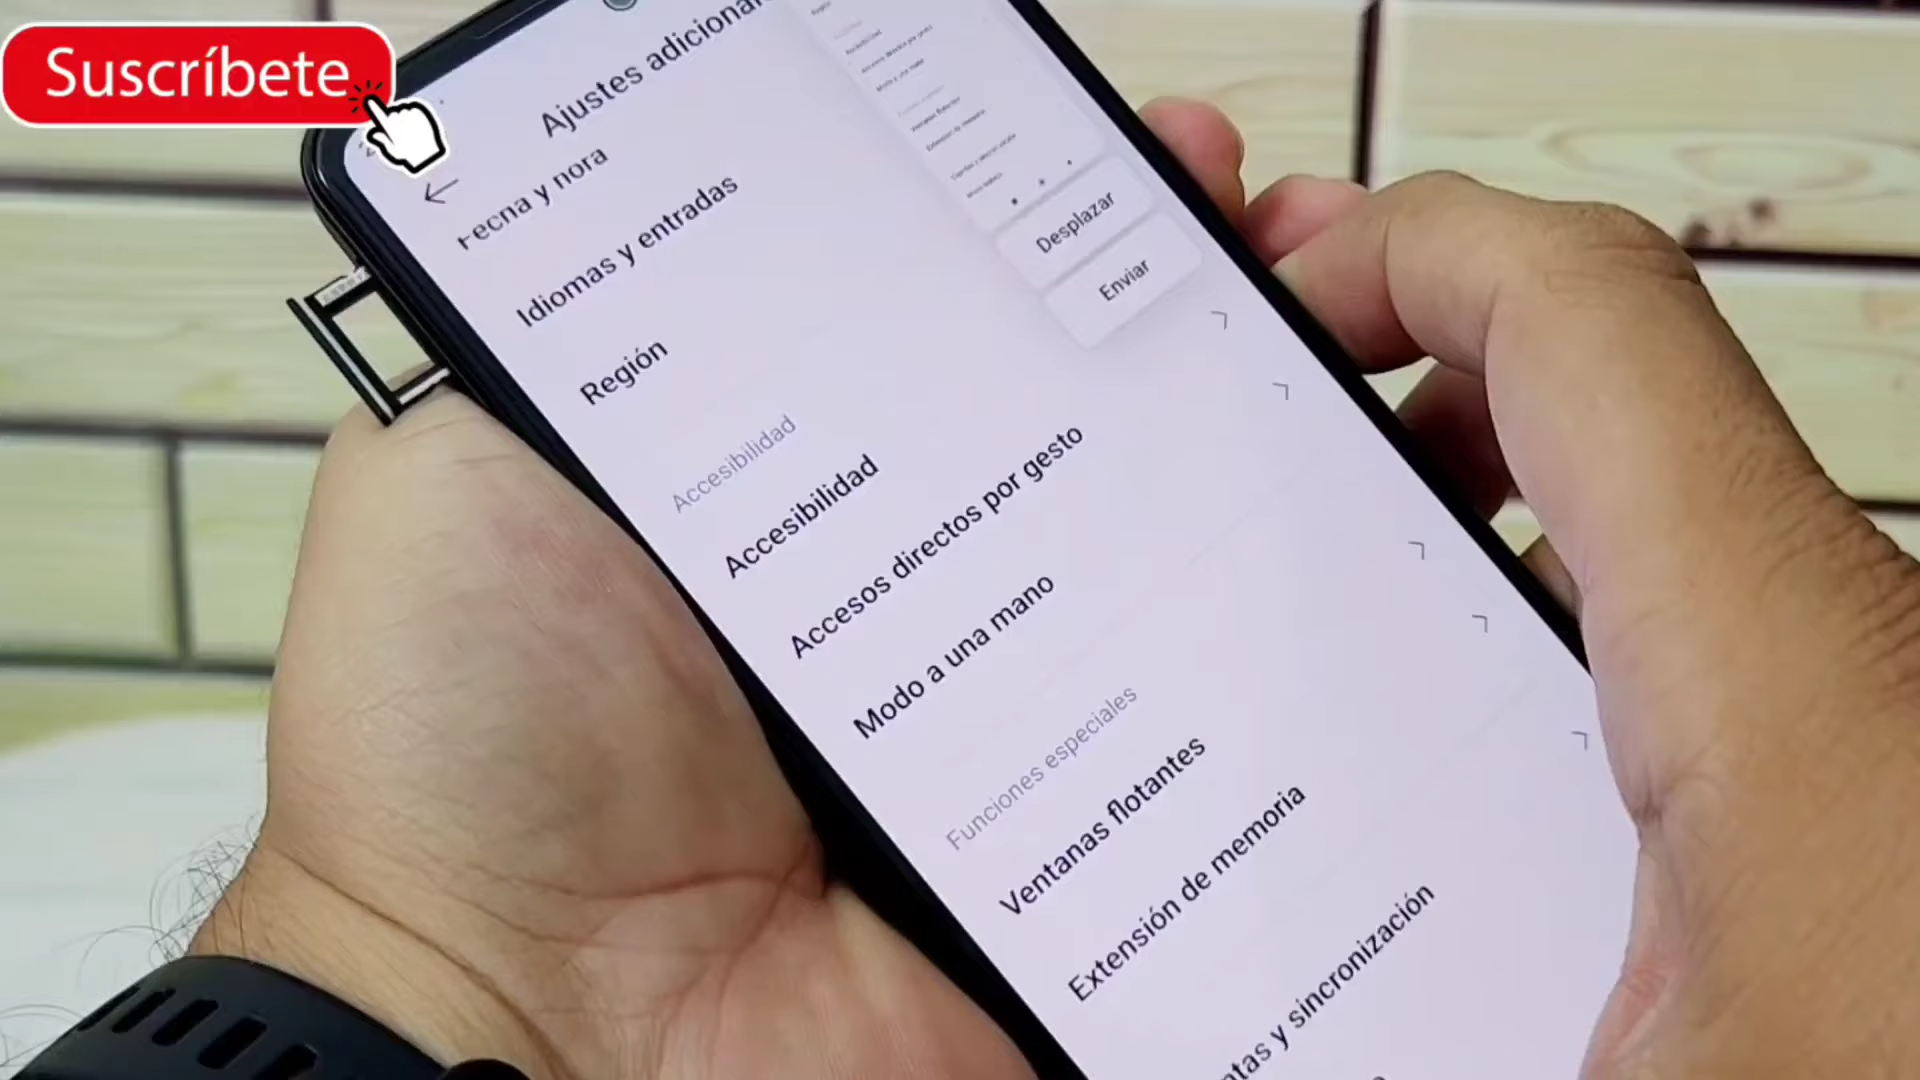 Suscríbete
Ajustes adicional
Fecha y hora
Idiomas y entradas
Región
Accesibilidad
Accesibilidad
Accesos directos por gesto
Modo a una mano
Funciones especiales
Ventanas flotantes
Extensión de memoria
ntas y sincronización
Desplazar
Enviar